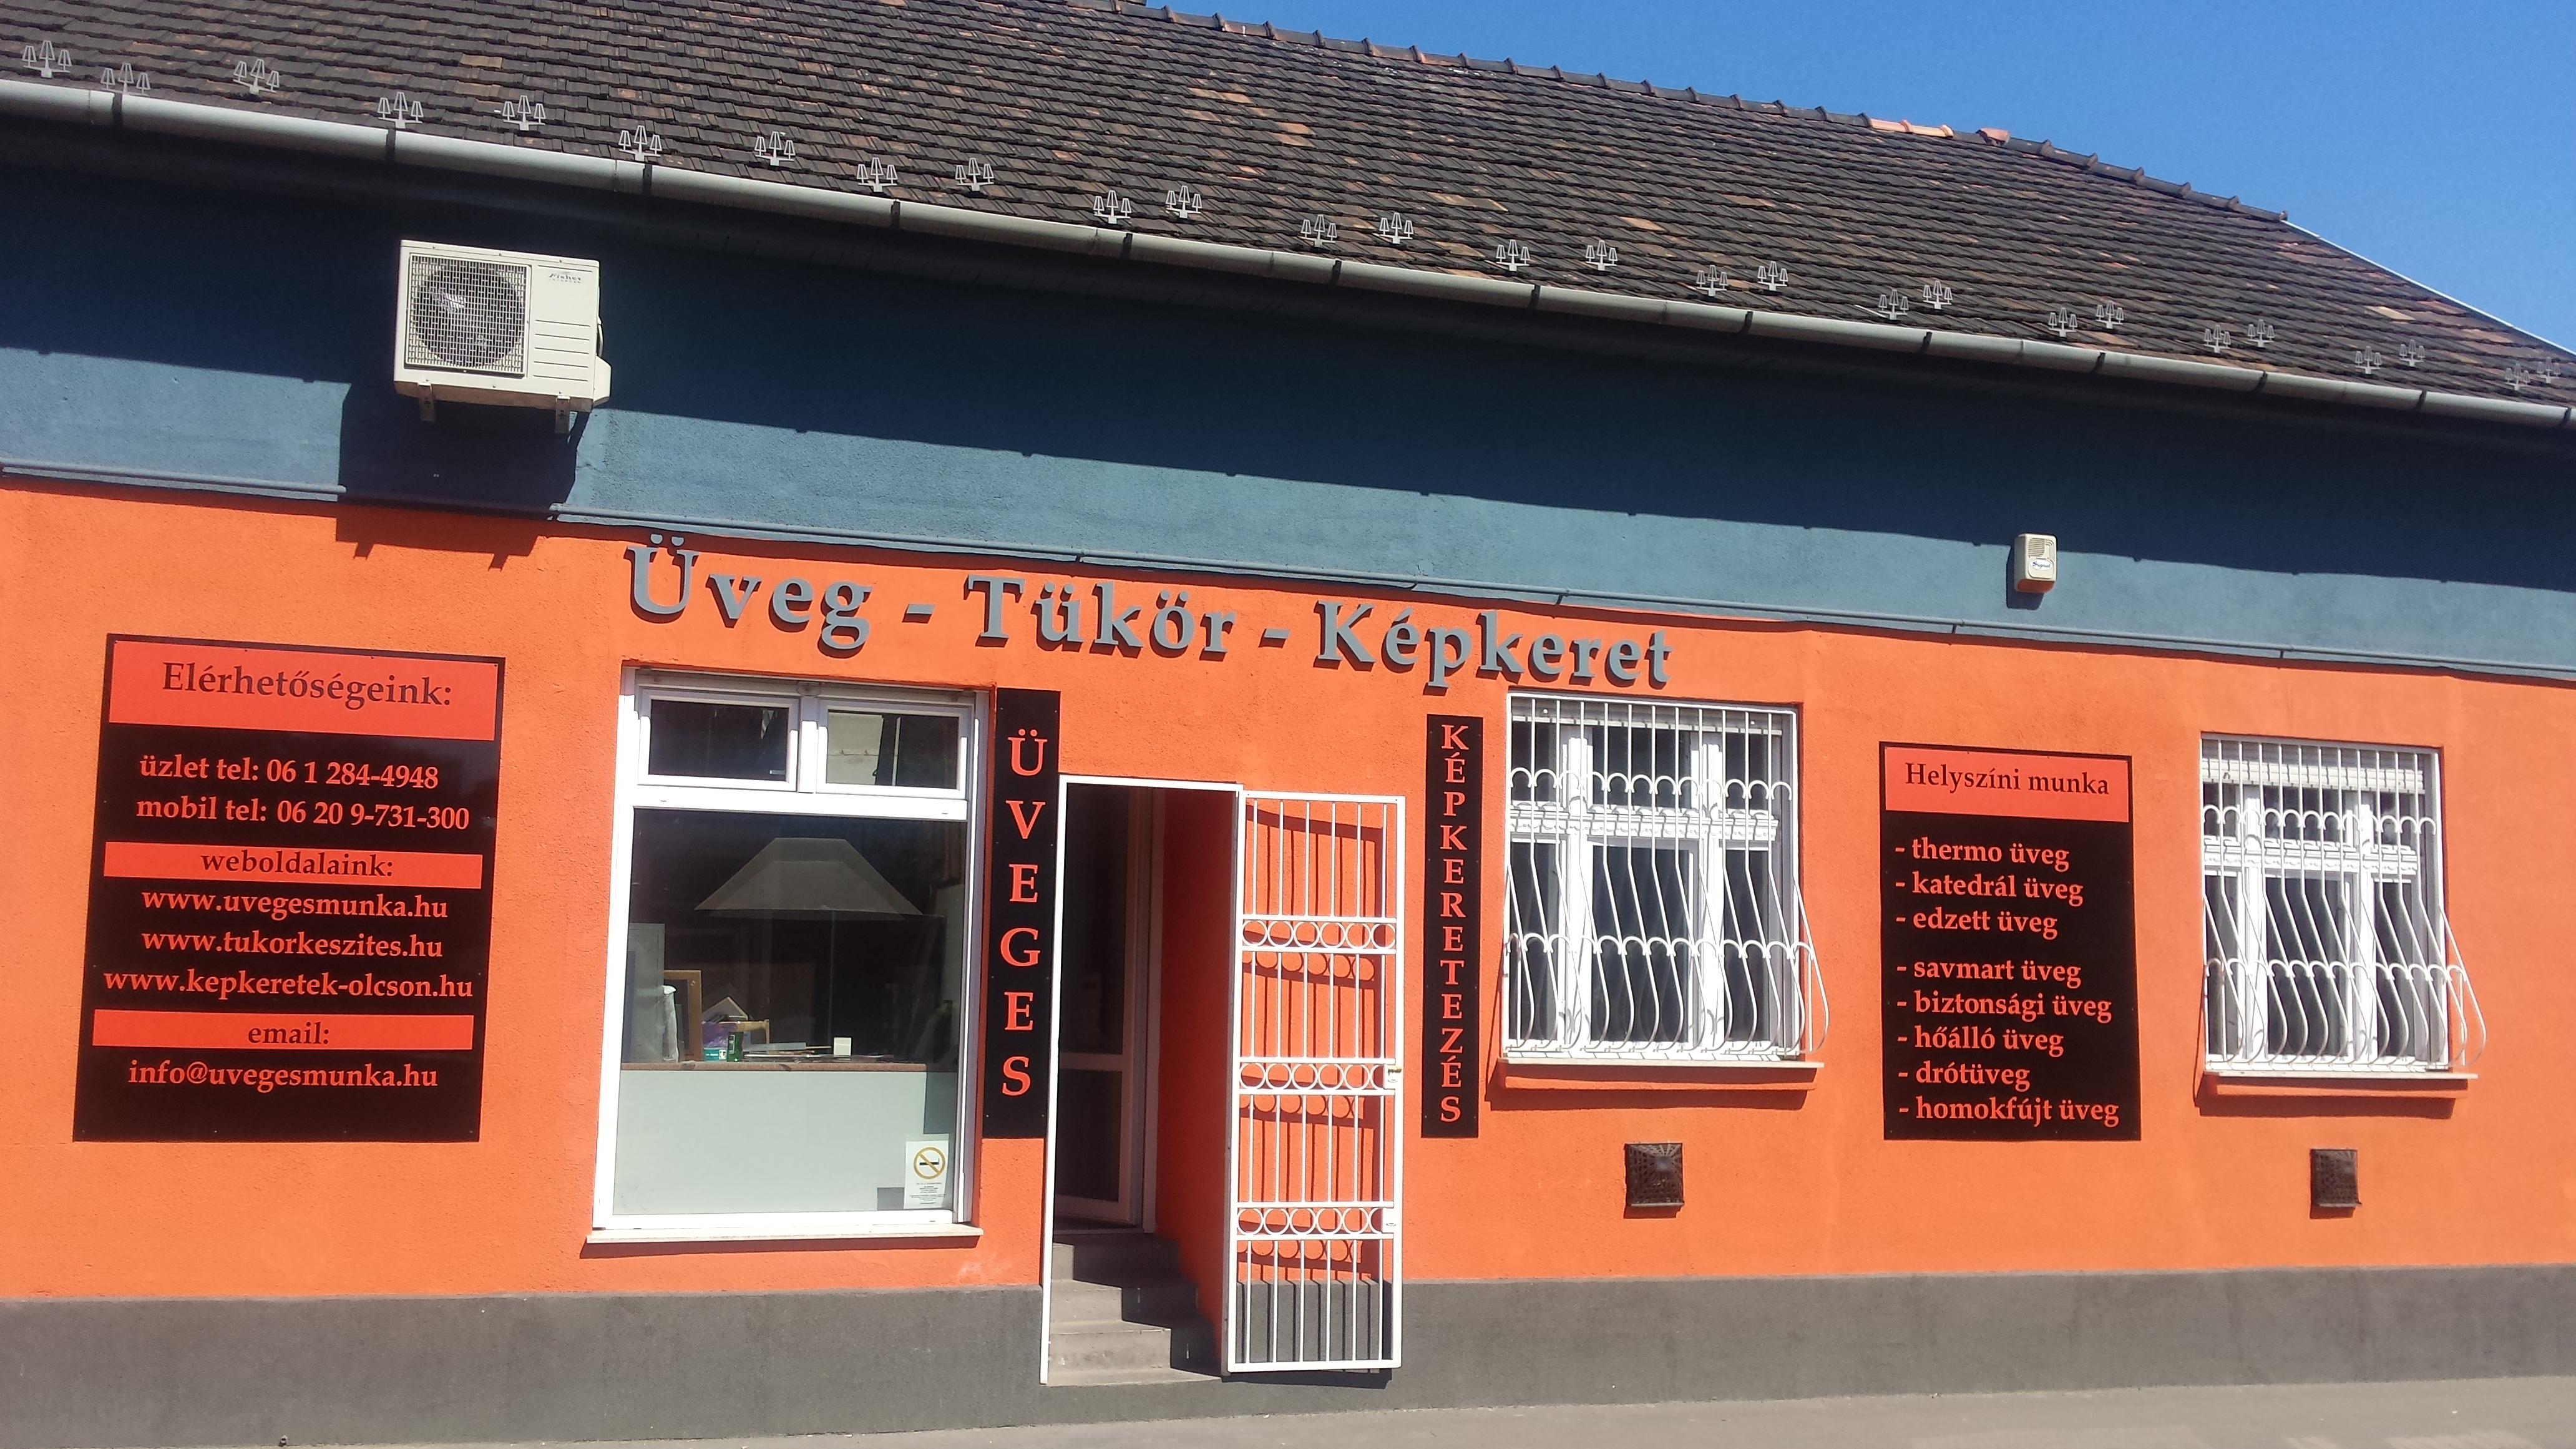 Fisher
Üveg - Tükör - Képkeret
Elérhetőségeink:
üzlet tel: 06 1 284-4948
mobil tel: 06 20 9-731-300
weboldalaink:
www.uvegesmunka.hu
www.tukorkeszites.hu
www.kepkeretek-olcson.hu
email:
info@uvegesmunka.hu
ÜVEGES
KÉPKERETEZÉS
Helyszíni munka
- thermo üveg
- katedrál üveg
- edzett üveg
- savmart üveg
- biztonsági üveg
- hőálló üveg
- drótüveg
- homokfújt üveg